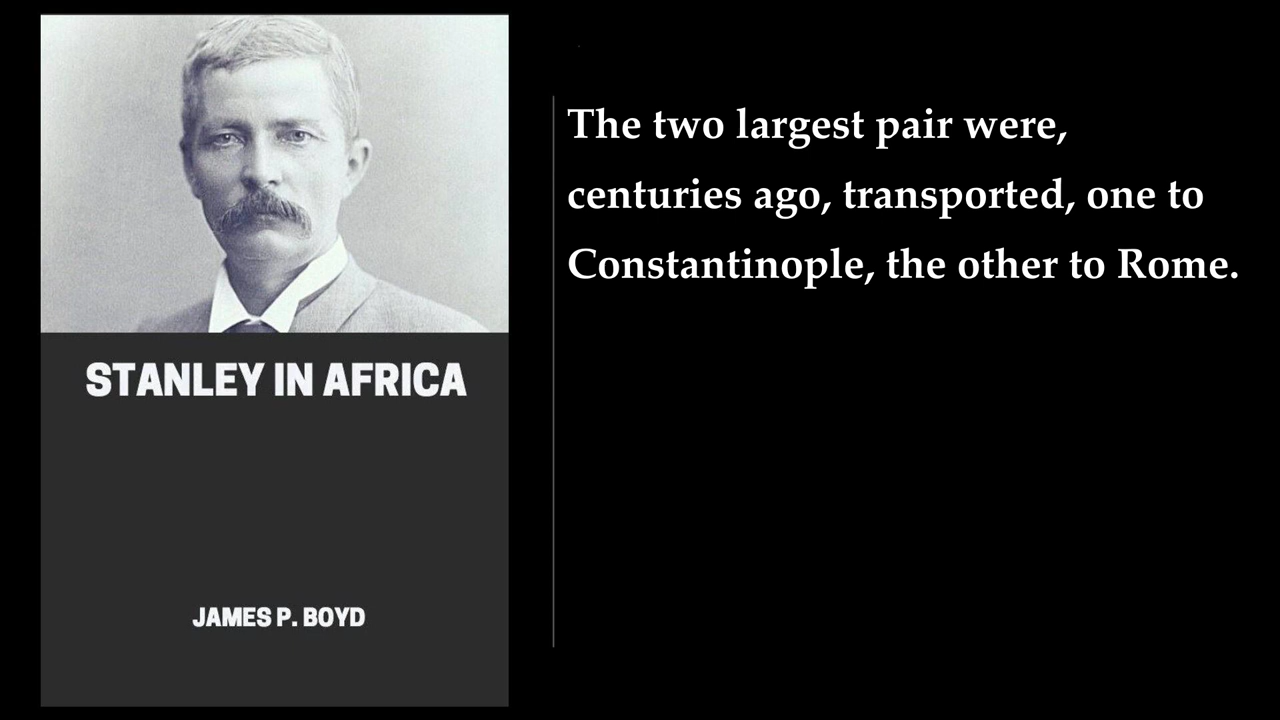 STANLEY IN AFRICA
JAMES P. BOYD
The two largest pair were,
centuries ago, transported, one to
Constantinople, the other to Rome.